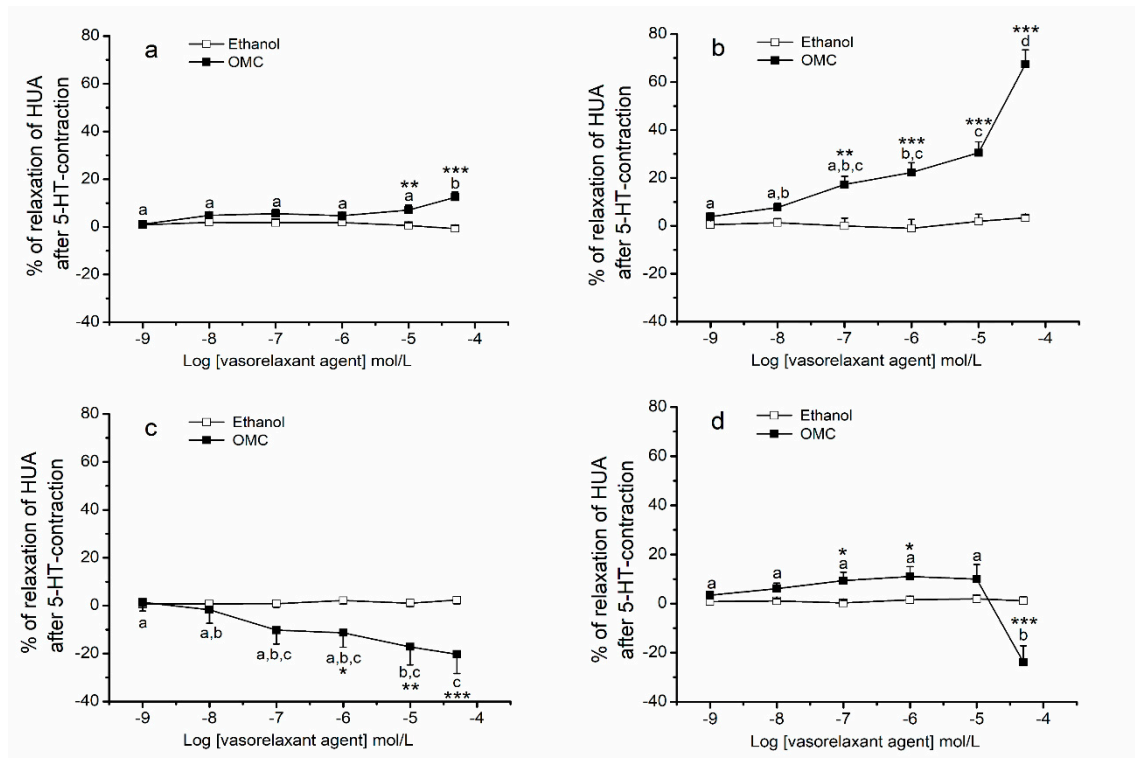 a
Ethanol
OMC
% of relaxation of HUA
after 5-HT-contraction
80
60
40
20
0
-20
-40
a
a
a
a
**
a
***
b
-9
-8
-7
-6
-5
-4
Log [vasorelaxant agent] mol/L
b
Ethanol
OMC
% of relaxation of HUA
after 5-HT-contraction
80
60
40
20
0
-20
-40
a
a,b
**
a,b,c
***
b,c
***
c
***
d
-9
-8
-7
-6
-5
-4
Log [vasorelaxant agent] mol/L
c
Ethanol
OMC
% of relaxation of HUA
after 5-HT-contraction
80
60
40
20
0
-20
-40
a
a,b
a,b,c
a,b,c
*
b,c
**
c
***
-9
-8
-7
-6
-5
-4
Log [vasorelaxant agent] mol/L
d
Ethanol
OMC
% of relaxation of HUA
after 5-HT-contraction
80
60
40
20
0
-20
-40
a
a
*
a
*
a
a
***
b
-9
-8
-7
-6
-5
-4
Log [vasorelaxant agent] mol/L